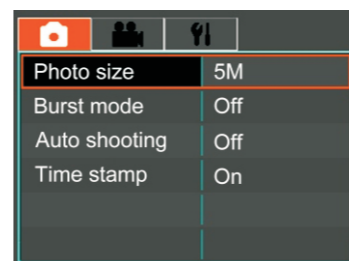 Photo size 5M
Burst mode Off
Auto shooting Off
Time stamp On